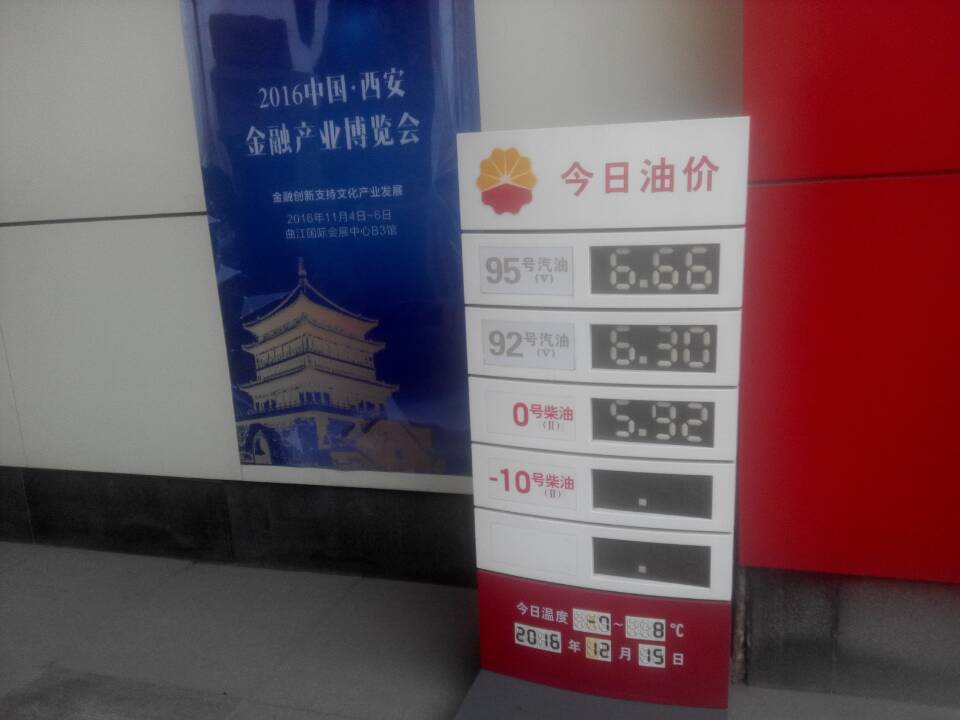 2016中国·西安
金融产业博览会
金融创新支持文化产业发展
2016年11月4日~6日
曲江国际会展中心B3馆
今日油价
95号汽油(V) 6.66
92号汽油(V) 6.30
0号柴油(II) 5.92
-10号柴油(II) .
.
今日温度 -7~8℃
2016年12月15日